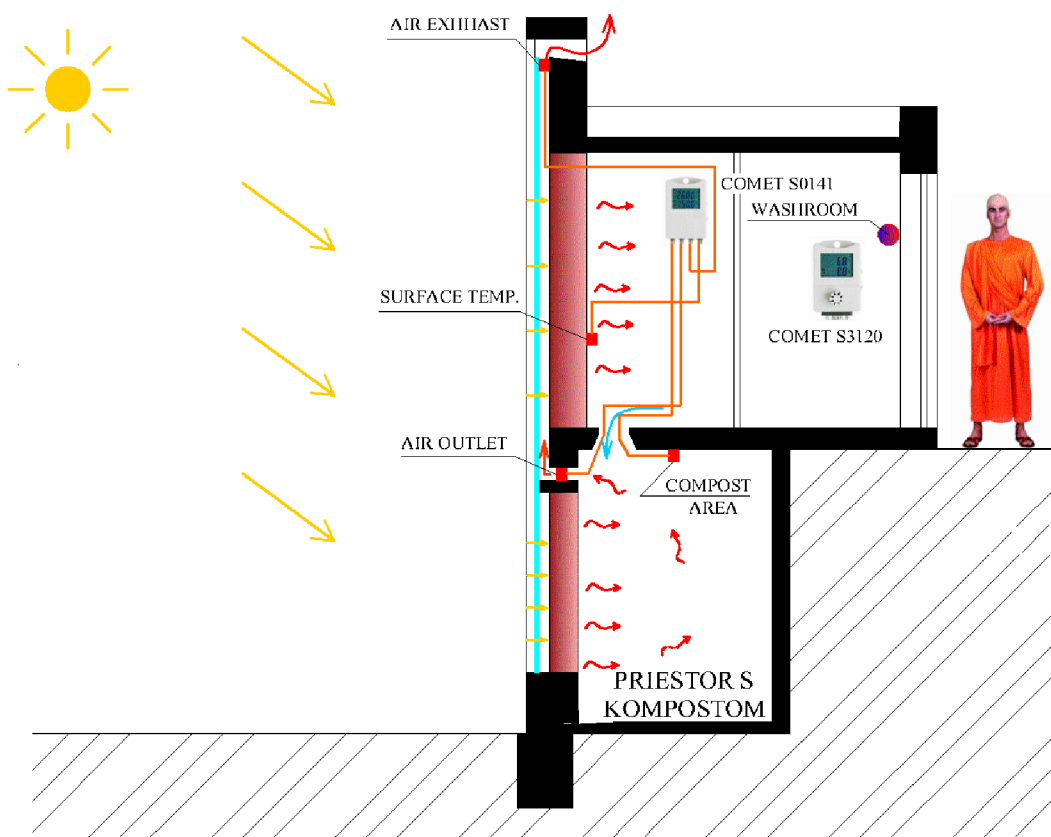 AIR EXHHAST
COMET S0141
WASHROOM
SURFACE TEMP.
COMET S3120
AIR OUTLET
COMPOST
AREA
PRIESTOR S
KOMPOSTOM